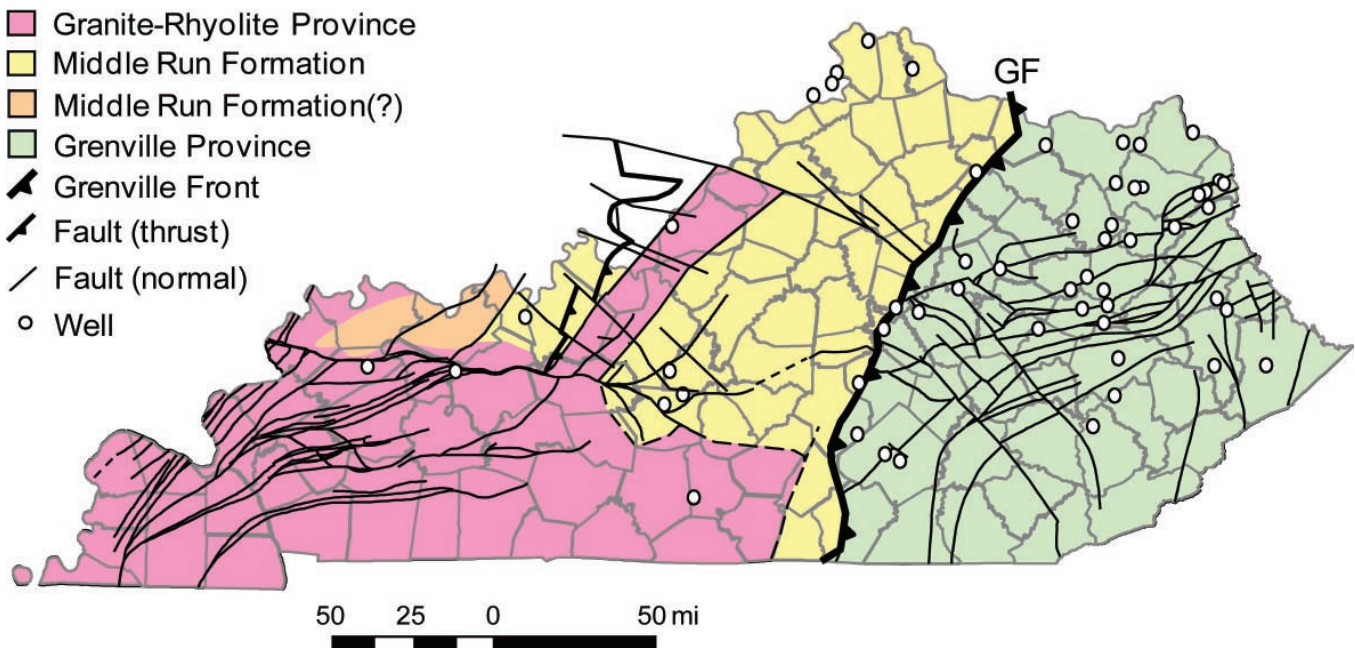 Granite-Rhyolite Province
Middle Run Formation
Middle Run Formation(?)
Grenville Province
Grenville Front
Fault (thrust)
Fault (normal)
Well
GF
50 25 0 50 mi